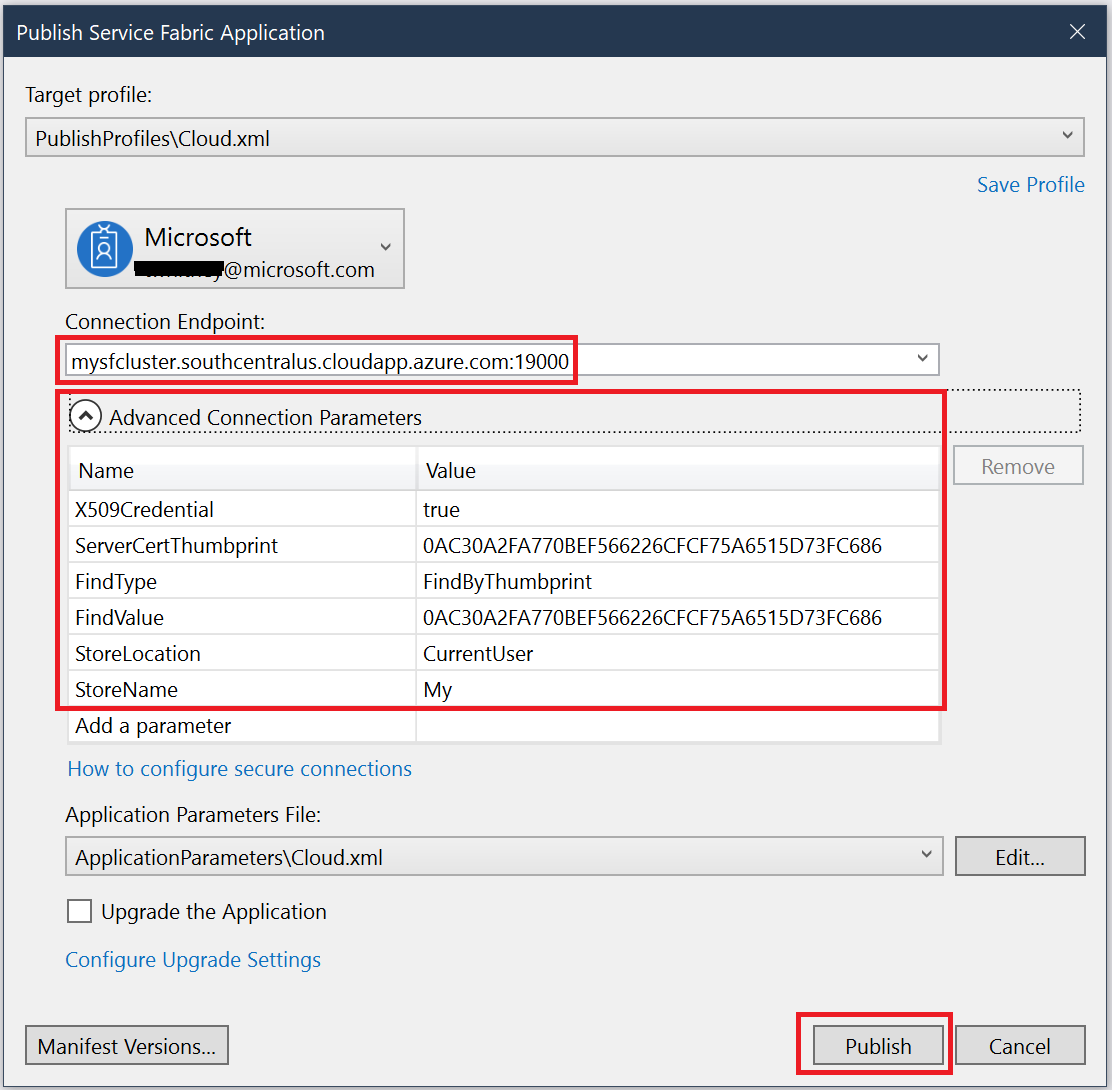 Publish Service Fabric Application
Target profile:
PublishProfiles\Cloud.xml
Save Profile
Microsoft
@microsoft.com
Connection Endpoint:
mysfcluster.southcentralus.cloudapp.azure.com:19000
Advanced Connection Parameters
Name Value
Remove
X509Credential true
ServerCertThumbprint 0AC30A2FA770BEF566226CFCF75A6515D73FC686
FindType FindByThumbprint
FindValue 0AC30A2FA770BEF566226CFCF75A6515D73FC686
StoreLocation CurrentUser
StoreName My
Add a parameter
How to configure secure connections
Application Parameters File:
ApplicationParameters\Cloud.xml
Edit...
Upgrade the Application
Configure Upgrade Settings
Manifest Versions... Publish Cancel